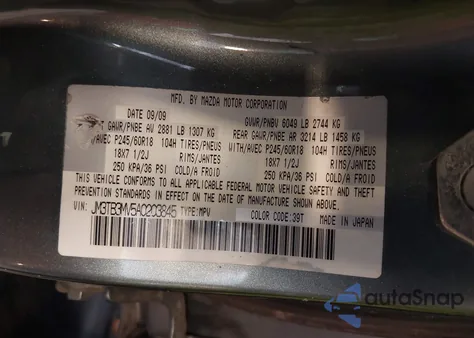 MFD. BY MAZDA MOTOR CORPORATION
DATE 09/09 GVWR/PNBV 6049 LB 2744 KG
GAWR/PNBE AV 2881 LB 1307 KG REAR GAWR/PNBE AR 3214 LB 1458 KG
/AVEC P245/60R18 104H TIRES/PNEUS WITH/AVEC P245/60R18 104H TIRES/PNEUS
18X7 1/2J RIMS/JANTES 18X7 1/2J RIMS/JANTES
250 KPA/36 PSI COLD/A FROID 250 KPA/36 PSI COLD/A FROID
THIS VEHICLE CONFORMS TO ALL APPLICABLE FEDERAL MOTOR VEHICLE SAFETY AND THEFT
PREVENTION STANDARDS IN EFFECT ON THE DATE OF MANUFACTURE SHOWN ABOVE.
VIN: JM3TB3MV5A0203845 TYPE: MPV COLOR CODE: 39T MADE IN JAPAN
autoSnap